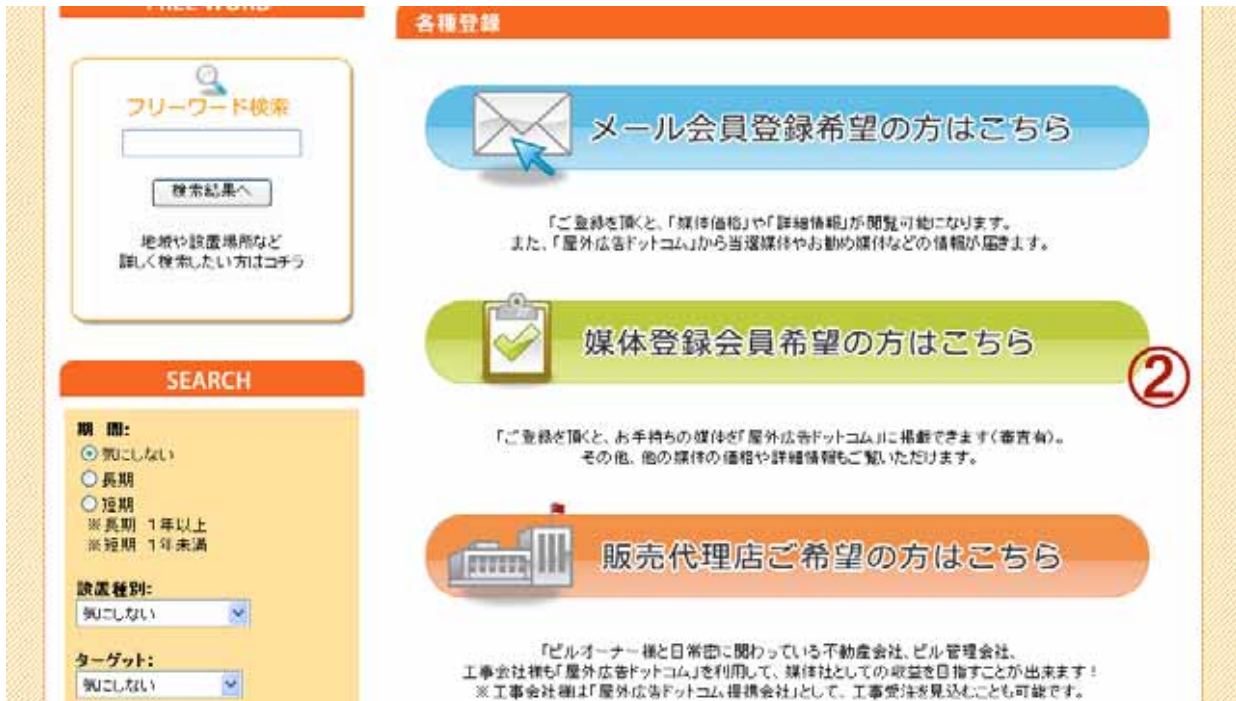 FREE WORD
フリーワード検索
検索結果へ
地域や設置場所など
詳しく検索したい方はコチラ
SEARCH
期 間:
気にしない
長期
短期
※長期 1年以上
※短期 1年未満
設置種別:
気にしない
ターゲット:
気にしない
各種登録
メール会員登録希望の方はこちら
「ご登録を頂くと、「媒体価格」や「詳細情報」が閲覧可能になります。
また、「屋外広告ドットコム」から当選媒体やお勧め媒体などの情報が届きます。
媒体登録会員希望の方はこちら
②
「ご登録を頂くと、お手持ちの媒体を「屋外広告ドットコム」に掲載できます(審査有)。
その他、他の媒体の価格や詳細情報もご覧いただけます。
販売代理店ご希望の方はこちら
「ビルオーナー様と日常密に関わっている不動産会社、ビル管理会社、
工事会社様も「屋外広告ドットコム」を利用して、媒体社としての収益を目指すことが出来ます!
※工事会社様は「屋外広告ドットコム提携会社」として、工事受注を見込むことも可能です。